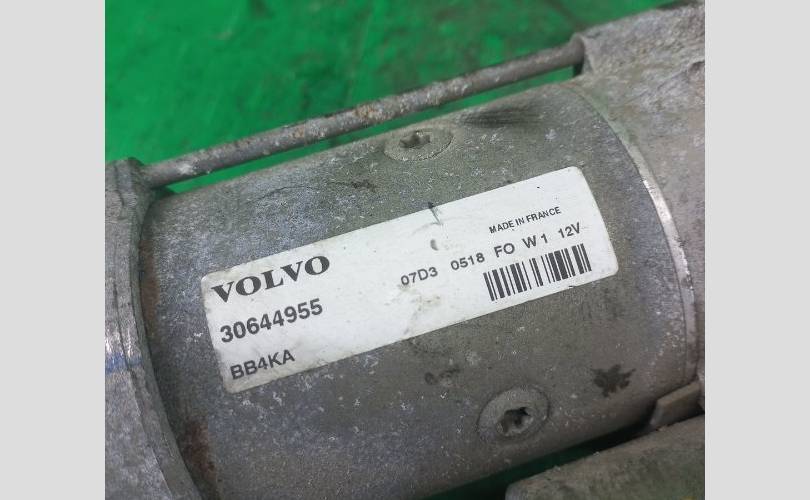 MADE IN FRANCE
VOLVO
07D3 0518 FO W1 12V
30644955
BB4KA